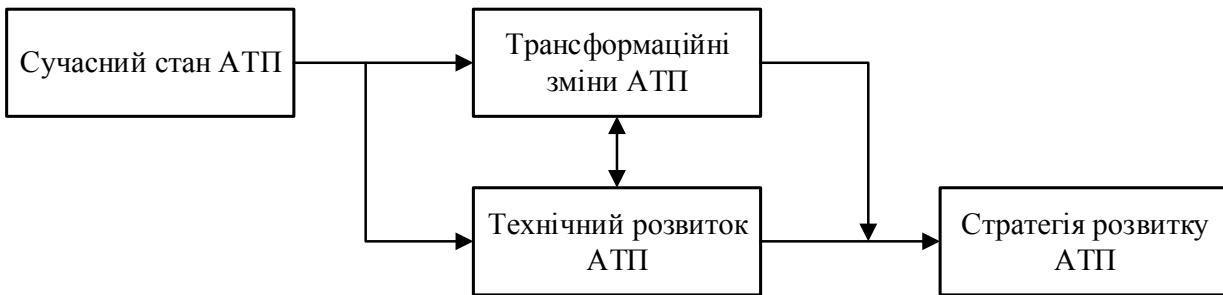 Сучасний стан АТП
Трансформаційні
зміни АТП
Технічний розвиток
АТП
Стратегія розвитку
АТП